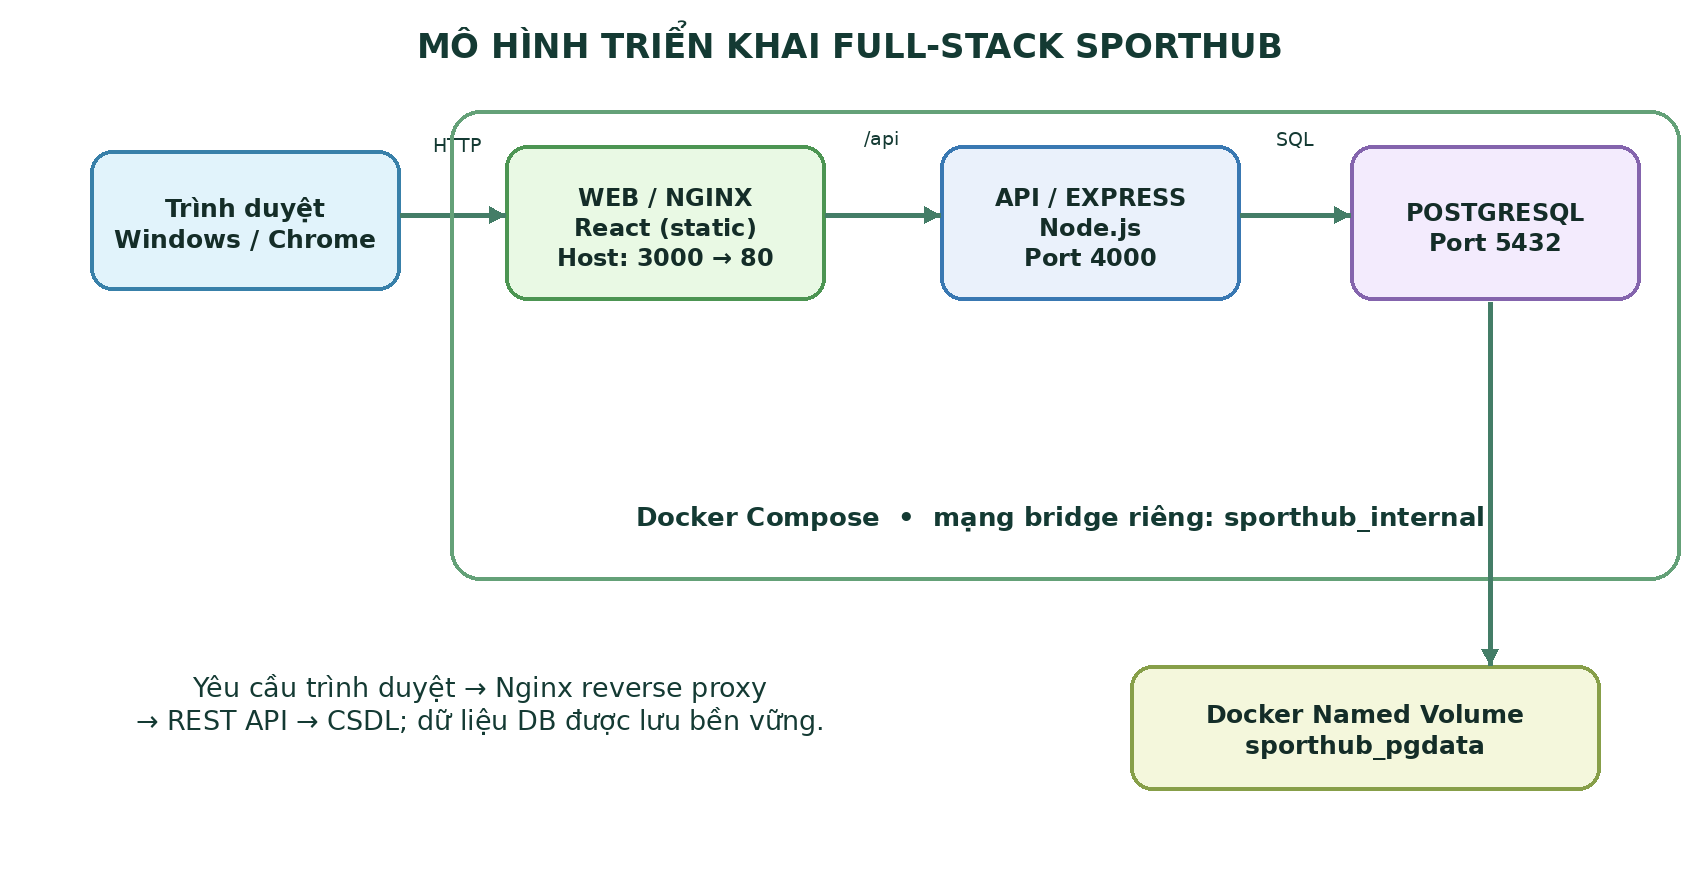 MÔ HÌNH TRIỂN KHAI FULL-STACK SPORTHUB
HTTP
/api
SQL
Trình duyệt
Windows / Chrome
WEB / NGINX
React (static)
Host: 3000 → 80
API / EXPRESS
Node.js
Port 4000
POSTGRESQL
Port 5432
Docker Compose • mạng bridge riêng: sporthub_internal
Yêu cầu trình duyệt → Nginx reverse proxy
→ REST API → CSDL; dữ liệu DB được lưu bền vững.
Docker Named Volume
sporthub_pgdata